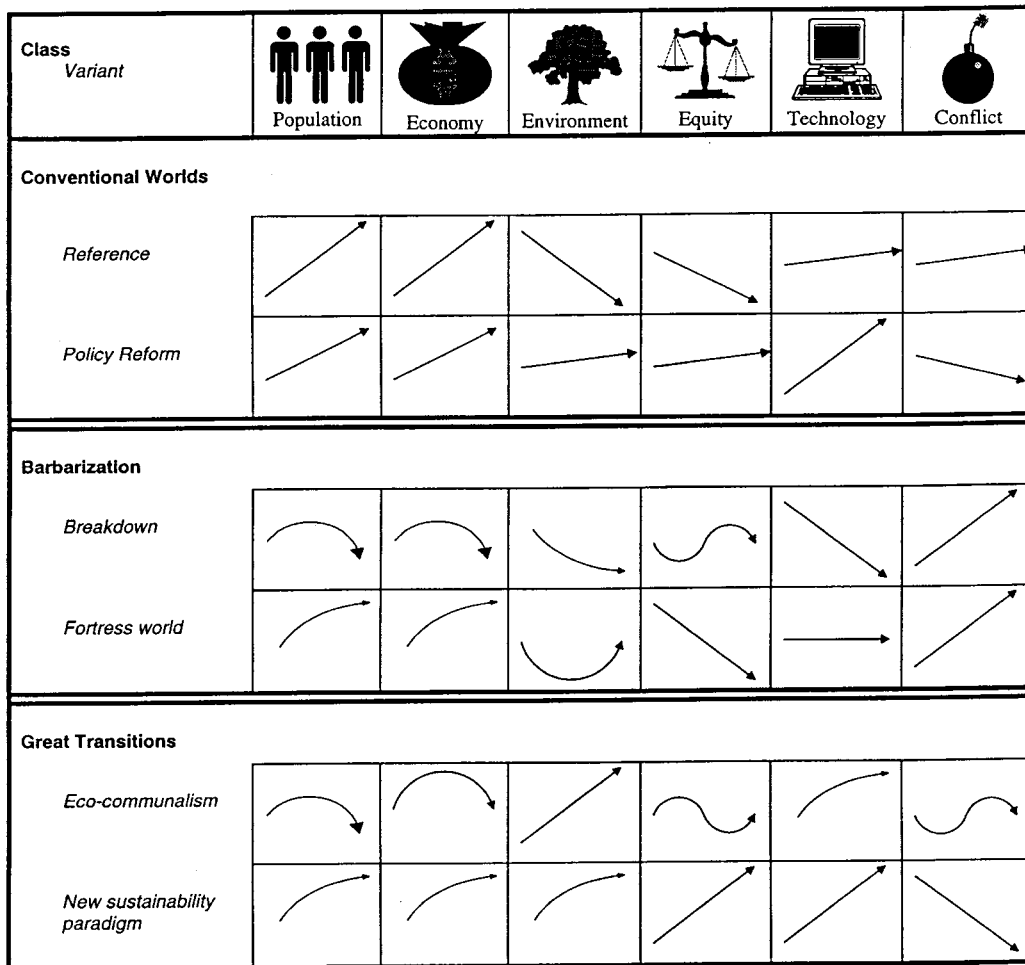 Class
Variant
Population
Economy
Environment
Equity
Technology
Conflict
Conventional Worlds
Reference
Policy Reform
Barbarization
Breakdown
Fortress world
Great Transitions
Eco-communalism
New sustainability
paradigm